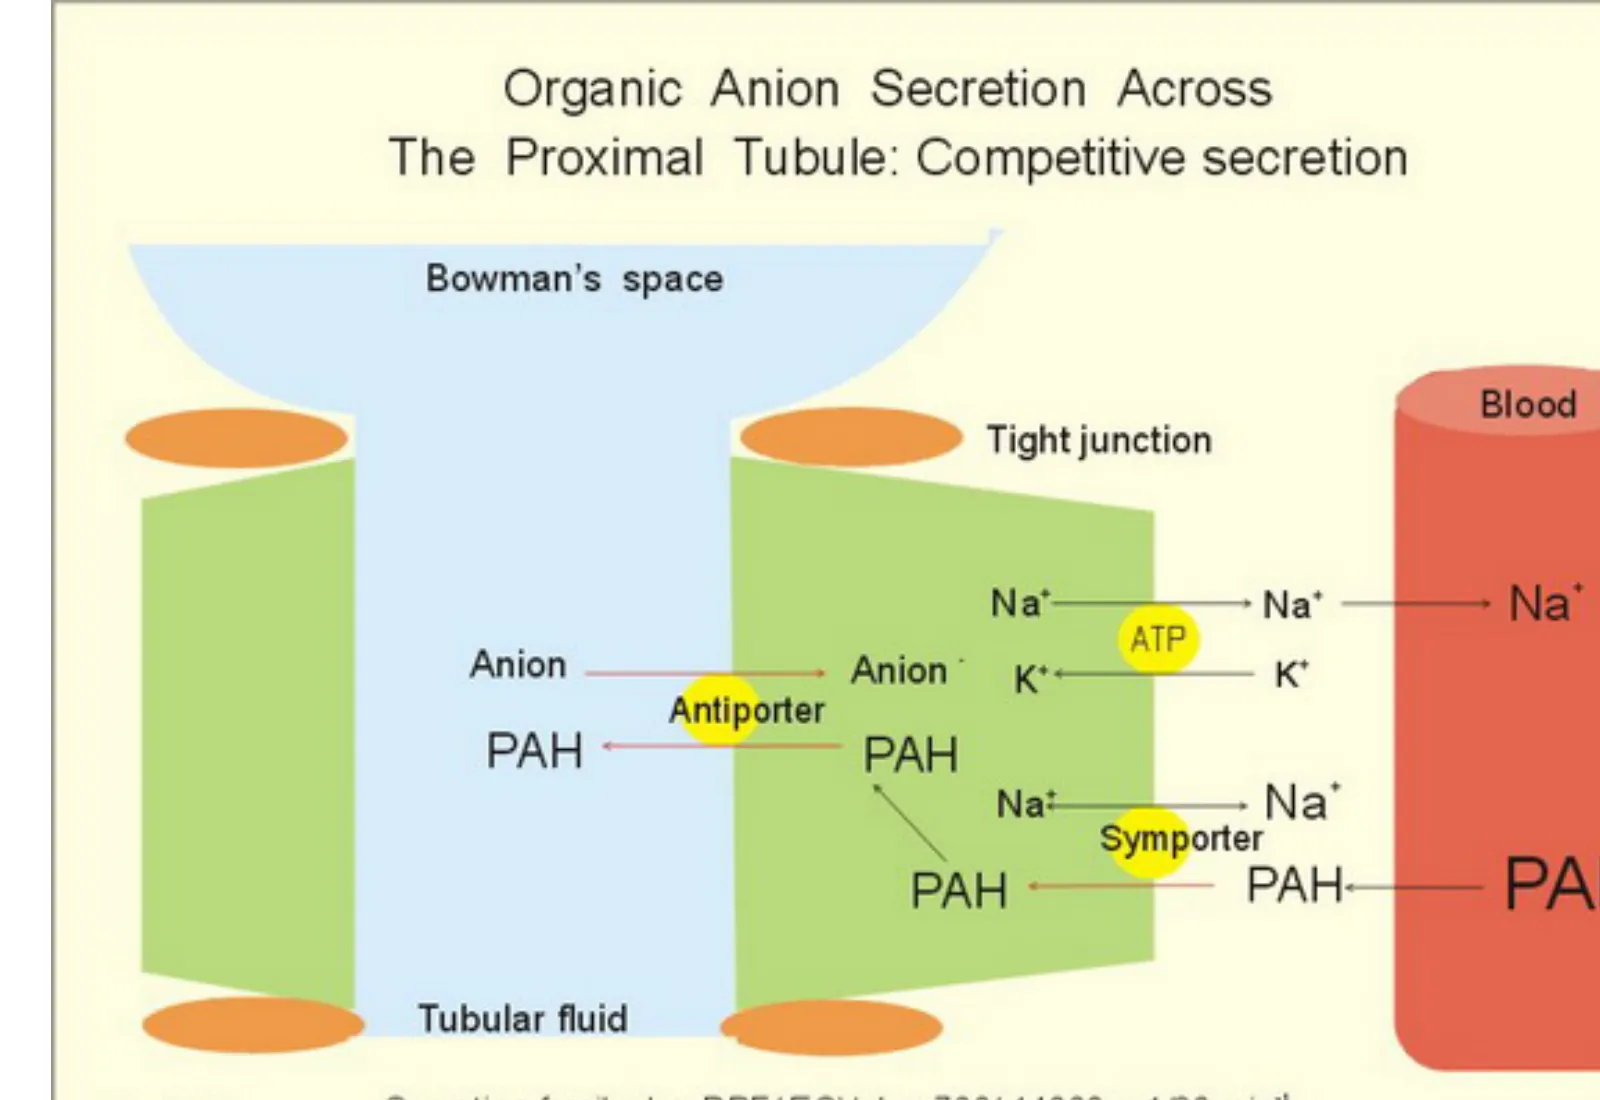 Organic Anion Secretion Across
The Proximal Tubule: Competitive secretion
Bowman's space
Blood
Tight junction
Na⁺ Na⁺ Na⁺
ATP
Anion Anion K⁺ K⁺
Antiporter
PAH PAH
Na⁺ Na⁺
Symporter
PAH PAH
Tubular fluid